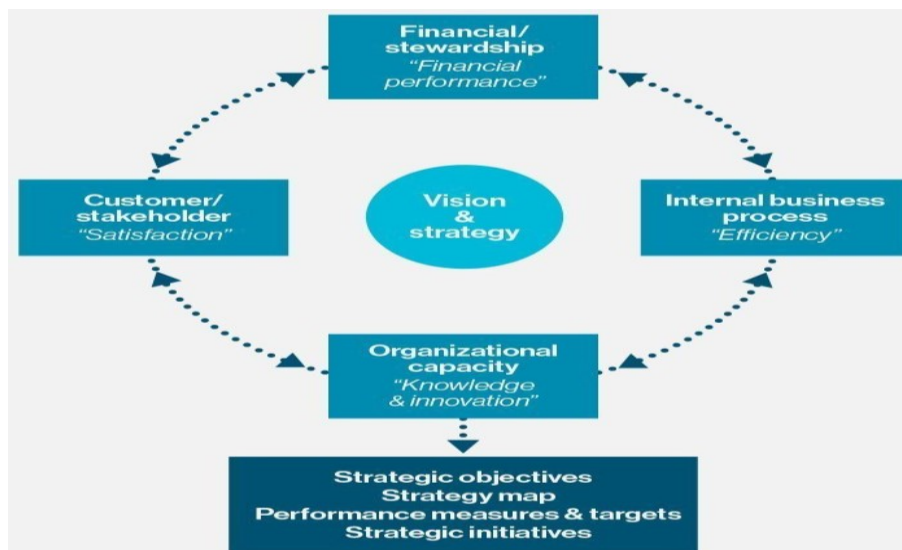 Financial/
stewardship
“Financial
performance”
Customer/
stakeholder
“Satisfaction”
Vision
&
strategy
Internal business
process
“Efficiency”
Organizational
capacity
“Knowledge
& innovation”
Strategic objectives
Strategy map
Performance measures & targets
Strategic initiatives